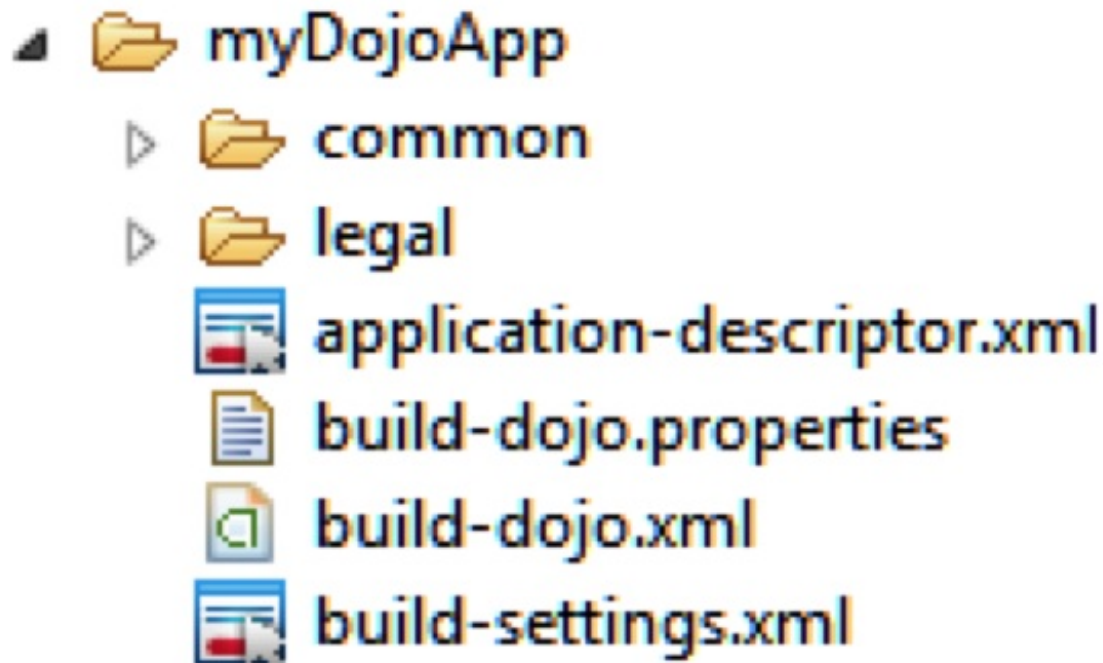 myDojoApp
common
legal
application-descriptor.xml
build-dojo.properties
build-dojo.xml
build-settings.xml